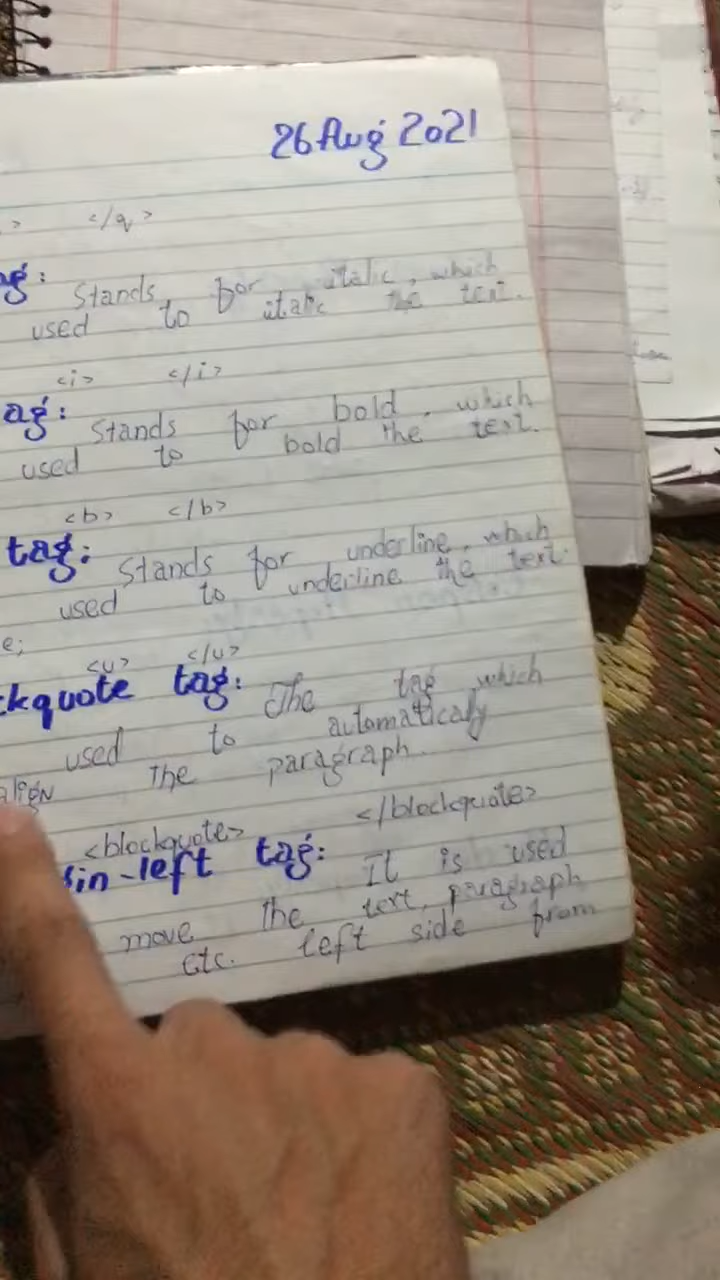 26 Aug 2021
> </q>
ag: Stands for italic, which
used to italic the text.
<i> </i>
ag: Stands for bold, which
used to bold the text.
<b> </b>
tag: Stands for underline, which
used to underline the text.
e;
<u> </u>
ckquote tag: The tag which
used to automaticaly
align the paragraph.
<blockquote> </blockquote>
in-left tag: It is used
move the text, paragraph
etc. left side from